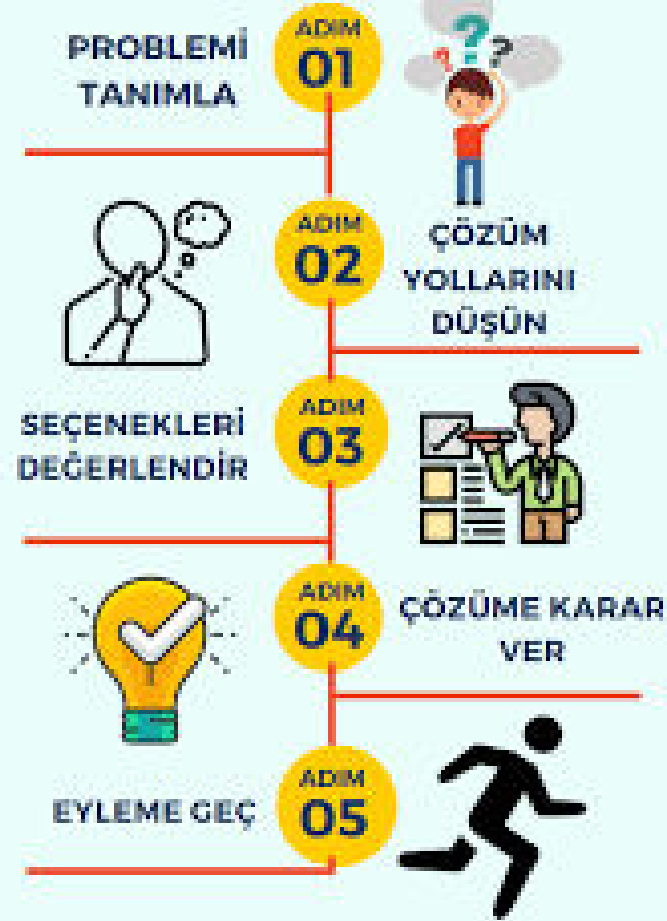 ADIM
01
PROBLEMİ
TANIMLA
? ? ?
ADIM
02
ÇÖZÜM
YOLLARINI
DÜŞÜN
ADIM
03
SEÇENEKLERİ
DEĞERLENDİR
ADIM
04
ÇÖZÜME KARAR
VER
ADIM
05
EYLEME GEÇ